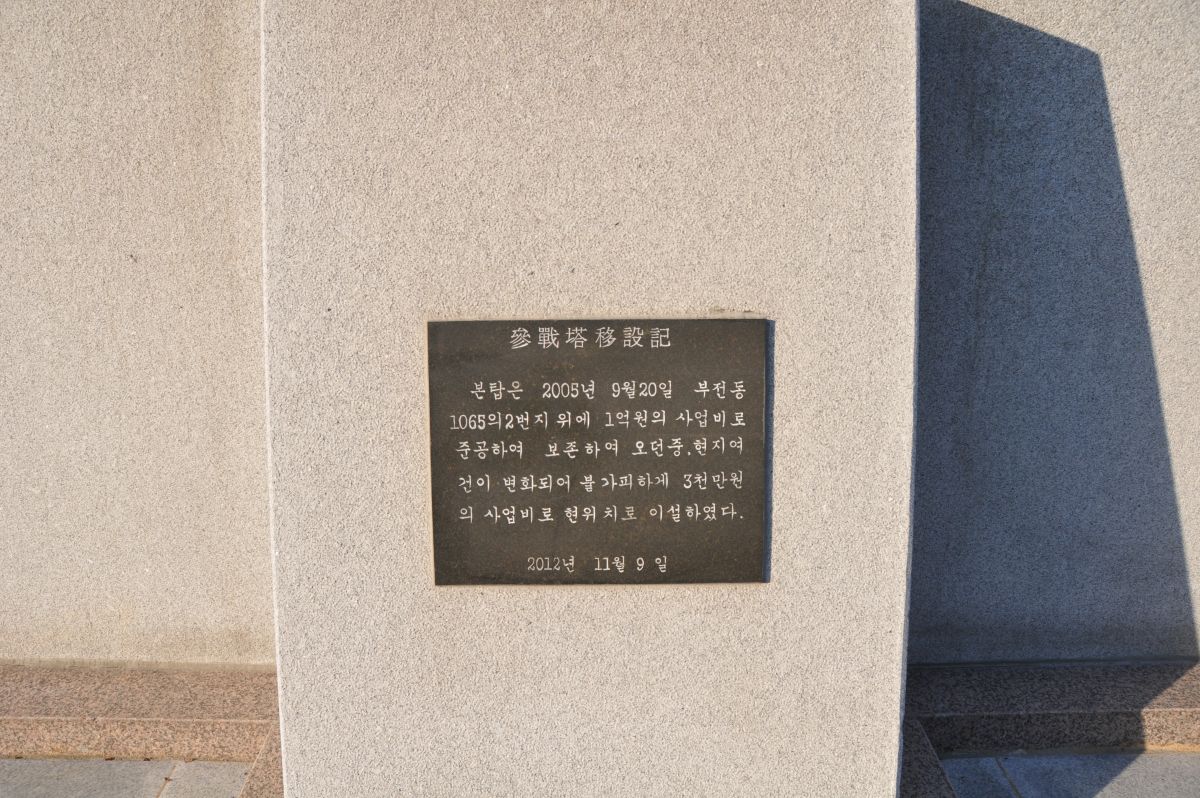 參戰塔移設記
본탑은 2005년 9월20일 부전동
1065의2번지 위에 1억원의 사업비로
준공하여 보존하여 오던중,현지여
건이 변화되어 불가피하게 3천만원
의 사업비로 현위치로 이설하였다.
2012년 11월 9 일